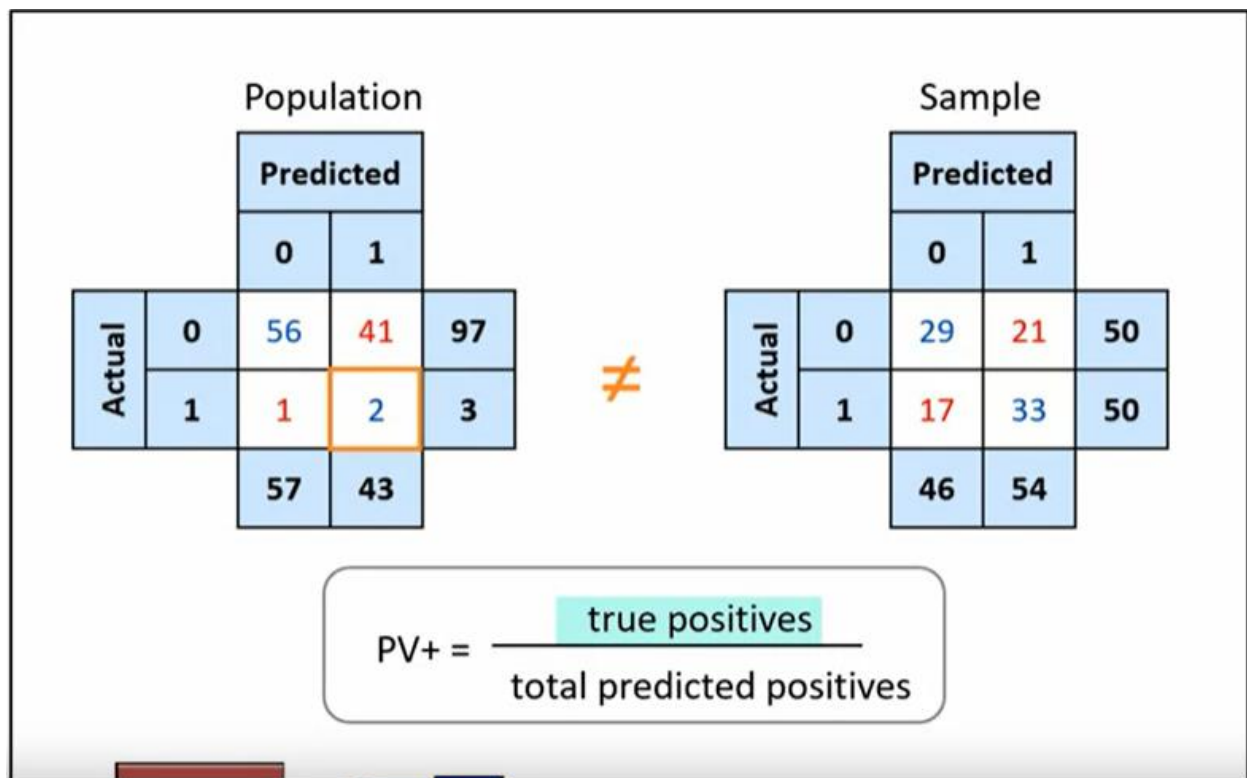 Population Sample
Predicted Predicted
0 1 0 1
Actual 0 56 41 97 ≠ Actual 0 29 21 50
1 1 2 3 1 17 33 50
57 43 46 54
true positives
PV+ =
total predicted positives